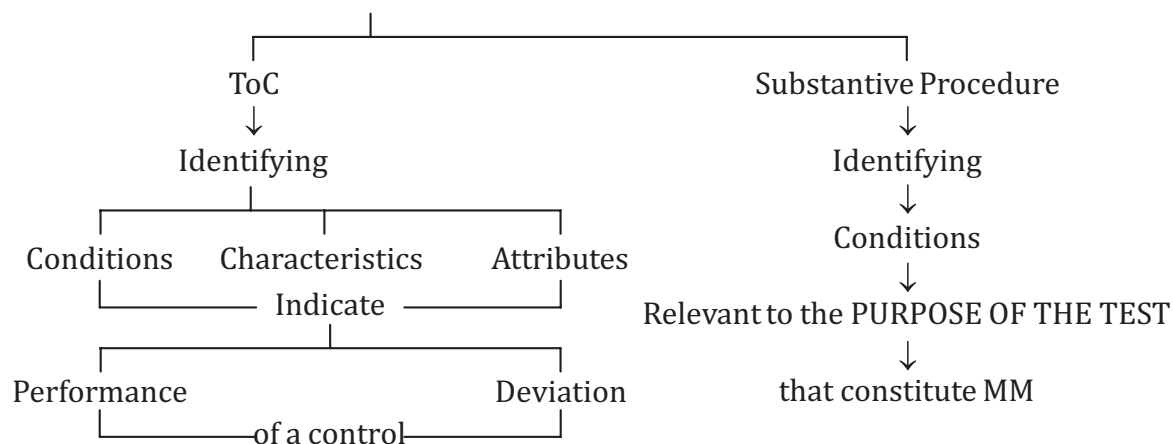 ToC Substantive Procedure
Identifying Identifying
Conditions Characteristics Attributes Conditions
Indicate Relevant to the PURPOSE OF THE TEST
Performance Deviation that constitute MM
of a control